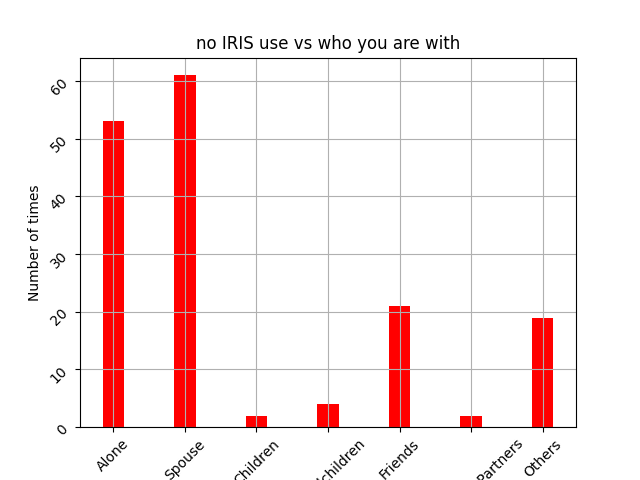 no IRIS use vs who you are with
Number of times
60
50
40
30
20
10
0
Alone
Spouse
Children
Friends
Partners
Others